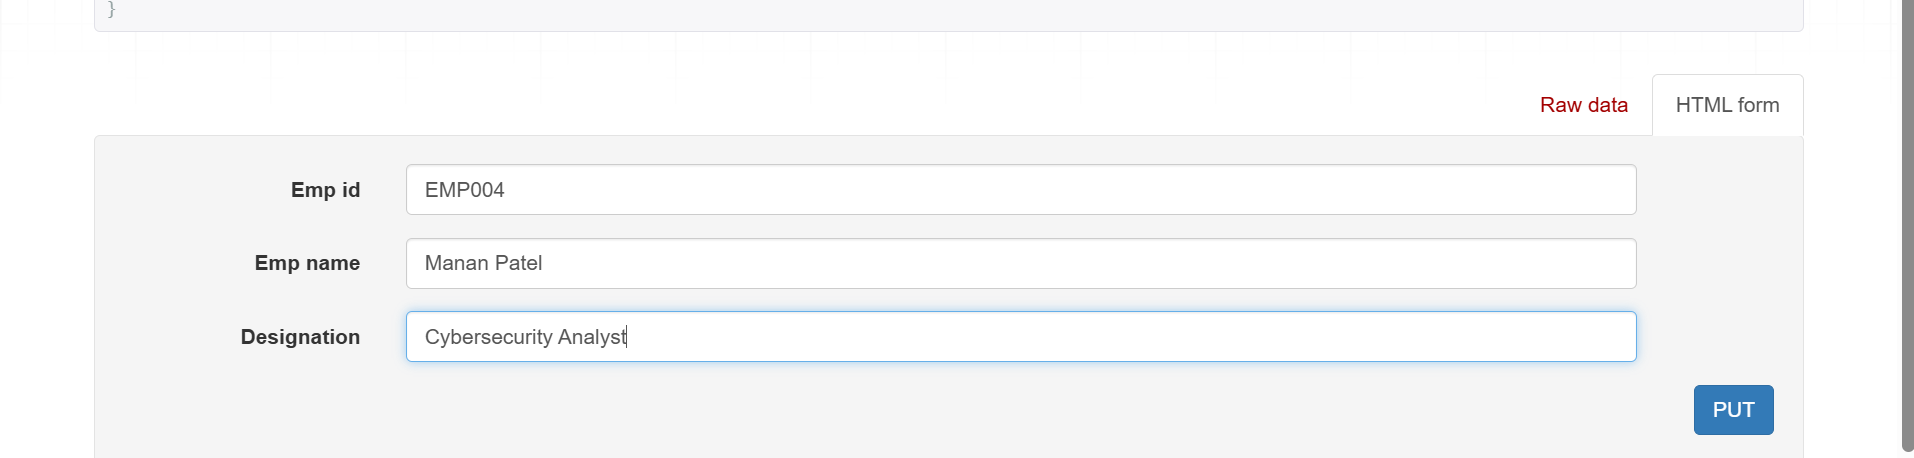 }
Raw data HTML form
Emp id EMP004
Emp name Manan Patel
Designation Cybersecurity Analyst
PUT